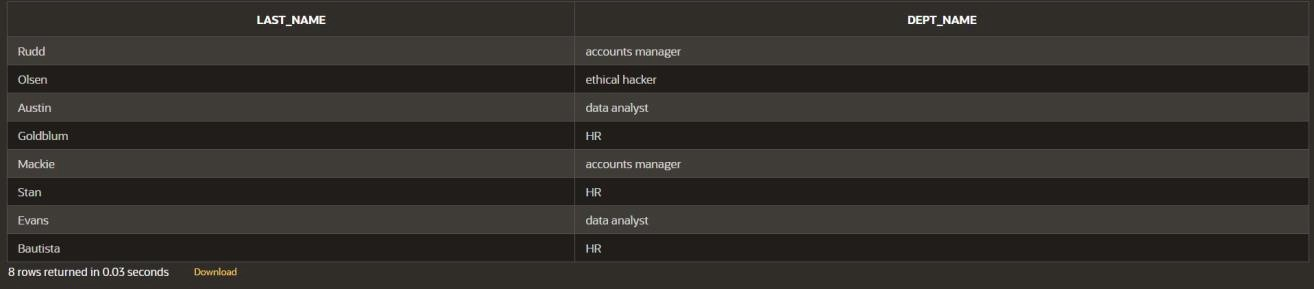 LAST_NAME DEPT_NAME
Rudd accounts manager
Olsen ethical hacker
Austin data analyst
Goldblum HR
Mackie accounts manager
Stan HR
Evans data analyst
Bautista HR
8 rows returned in 0.03 seconds Download